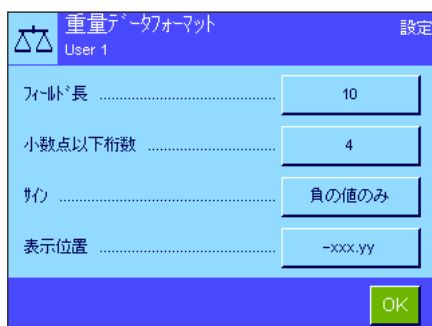 重量ﾃﾞｰﾀﾌｫｰﾏｯﾄ 設定
User 1
ﾌｨｰﾙﾄﾞ長 ............................................ 10
小数点以下桁数 ................................ 4
ｻｲﾝ ...................................................... 負の値のみ
表示位置 ............................................ -xxx.yy
OK